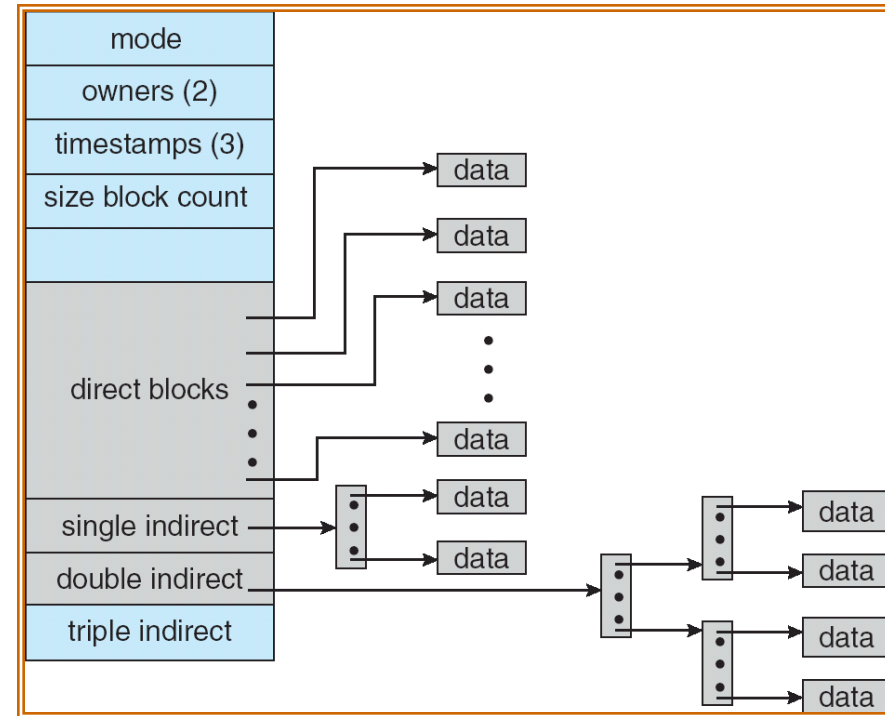 mode
owners (2)
timestamps (3)
size block count
direct blocks
single indirect
double indirect
triple indirect
data
data
data
data
data
data
data
data
data
data